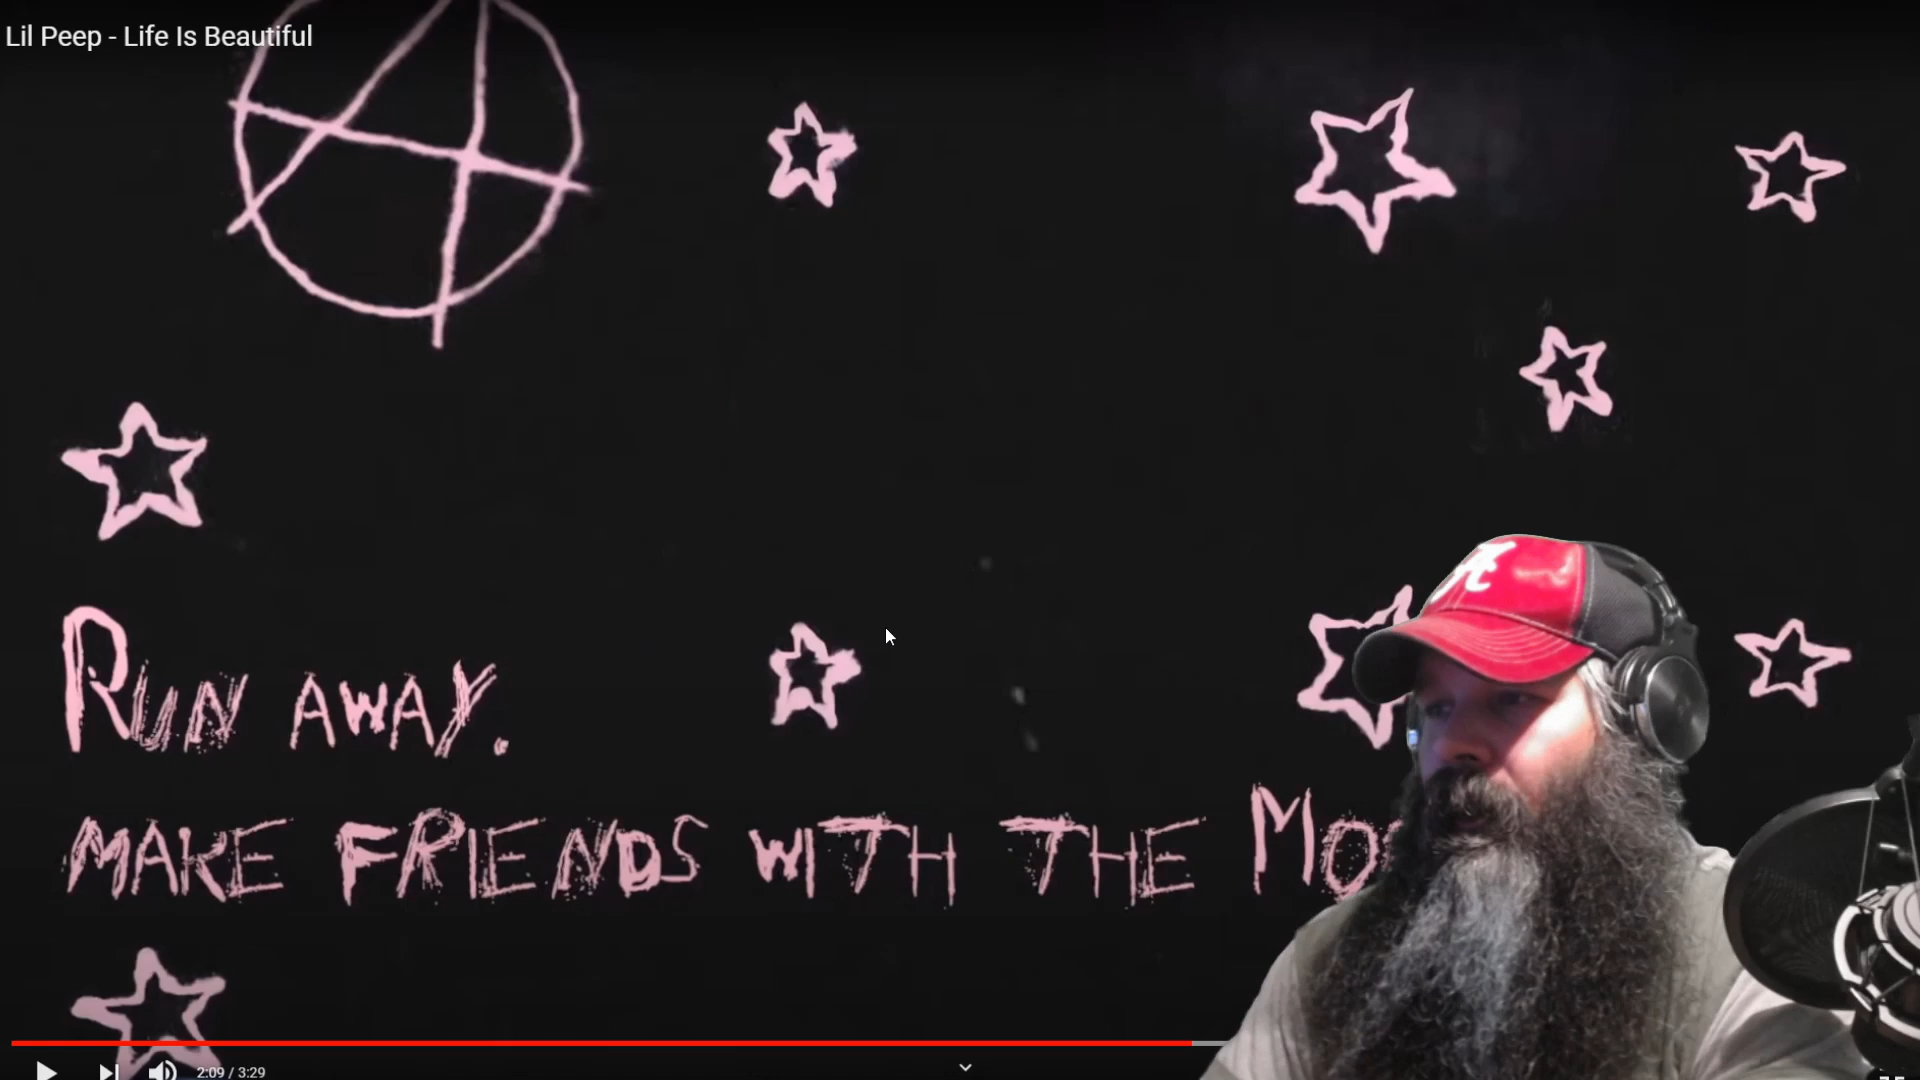 Lil Peep - Life Is Beautiful
RUN AWAY.
MAKE FRIENDS WITH THE
2:09 / 3:29